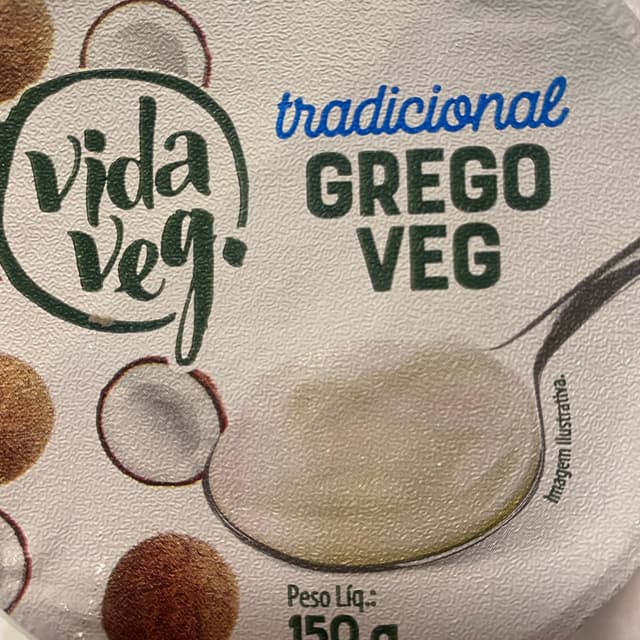 vida
veg.
tradicional
GREGO
VEG
Imagem Ilustrativa.
Peso Líq.:
150 g